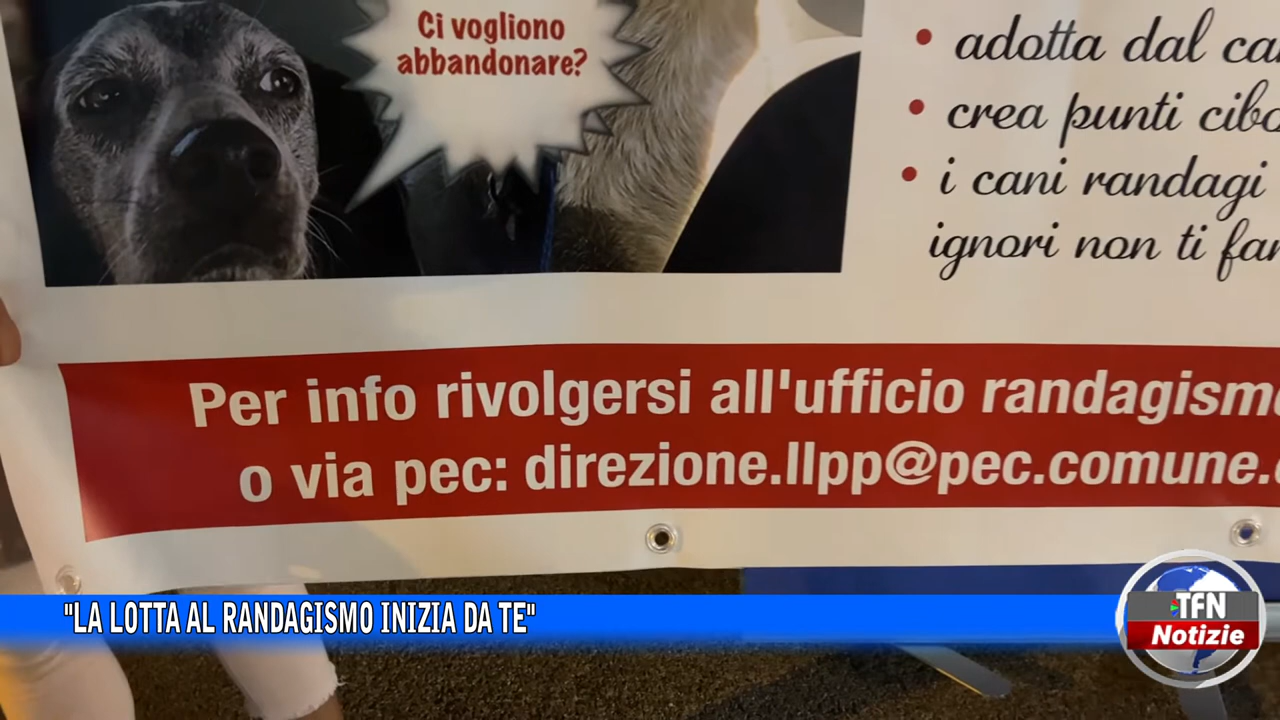 Ci vogliono
abbandonare?
• adotta dal
• crea punti
• i cani randagi
ignori non ti
Per info rivolgersi all'ufficio
o via pec: direzione.llpp@pec.comune.
"LA LOTTA AL RANDAGISMO INIZIA DA TE"
TFN
Notizie